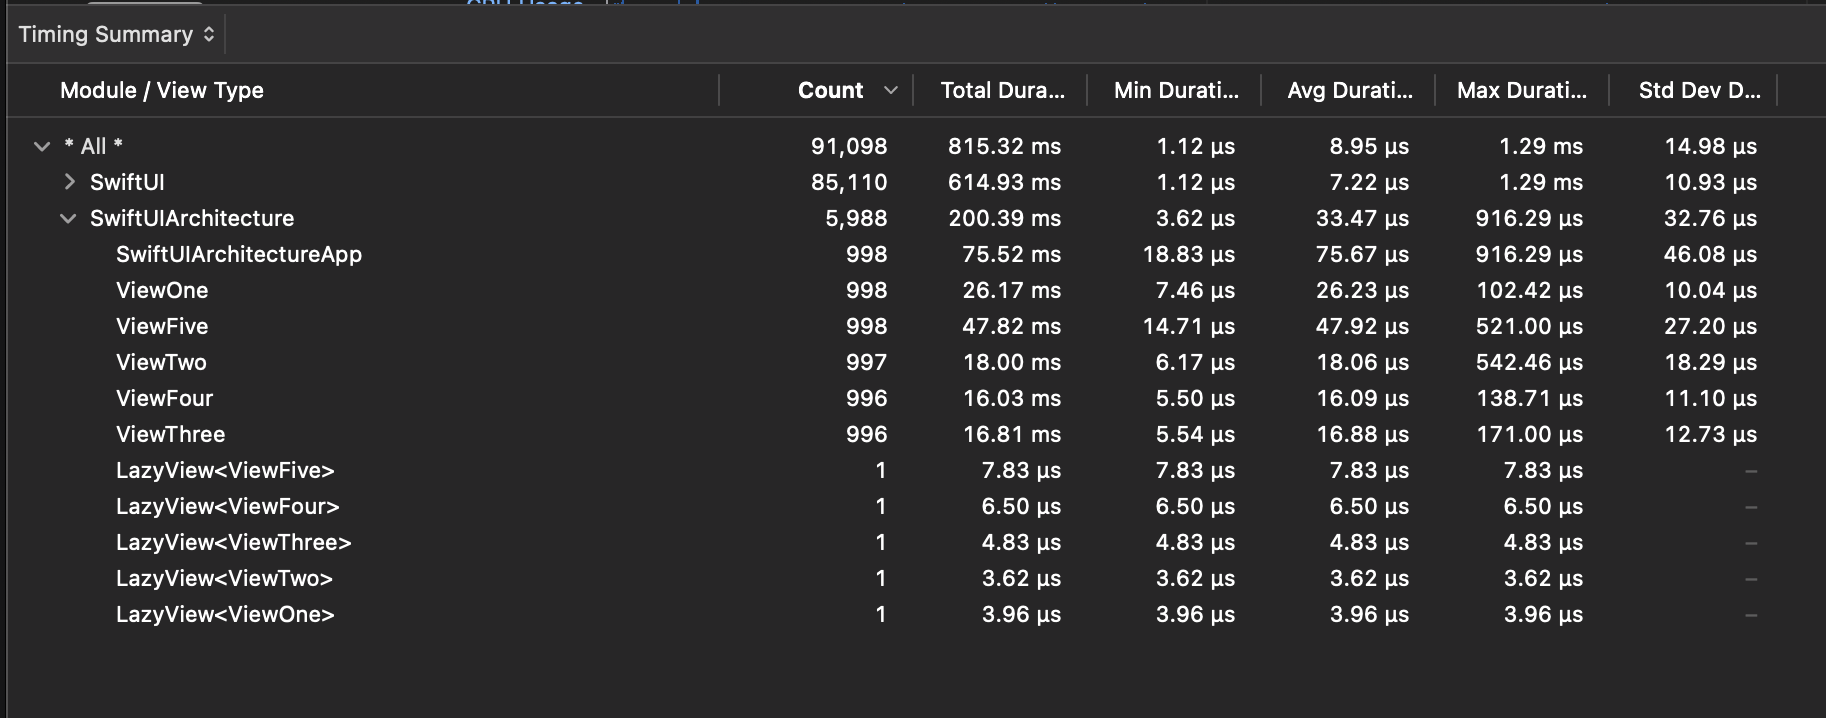 Timing Summary
Module / View Type Count Total Dura... Min Durati... Avg Durati... Max Durati... Std Dev D...
* All * 91,098 815.32 ms 1.12 µs 8.95 µs 1.29 ms 14.98 µs
SwiftUI 85,110 614.93 ms 1.12 µs 7.22 µs 1.29 ms 10.93 µs
SwiftUIArchitecture 5,988 200.39 ms 3.62 µs 33.47 µs 916.29 µs 32.76 µs
SwiftUIArchitectureApp 998 75.52 ms 18.83 µs 75.67 µs 916.29 µs 46.08 µs
ViewOne 998 26.17 ms 7.46 µs 26.23 µs 102.42 µs 10.04 µs
ViewFive 998 47.82 ms 14.71 µs 47.92 µs 521.00 µs 27.20 µs
ViewTwo 997 18.00 ms 6.17 µs 18.06 µs 542.46 µs 18.29 µs
ViewFour 996 16.03 ms 5.50 µs 16.09 µs 138.71 µs 11.10 µs
ViewThree 996 16.81 ms 5.54 µs 16.88 µs 171.00 µs 12.73 µs
LazyView<ViewFive> 1 7.83 µs 7.83 µs 7.83 µs 7.83 µs –
LazyView<ViewFour> 1 6.50 µs 6.50 µs 6.50 µs 6.50 µs –
LazyView<ViewThree> 1 4.83 µs 4.83 µs 4.83 µs 4.83 µs –
LazyView<ViewTwo> 1 3.62 µs 3.62 µs 3.62 µs 3.62 µs –
LazyView<ViewOne> 1 3.96 µs 3.96 µs 3.96 µs 3.96 µs –